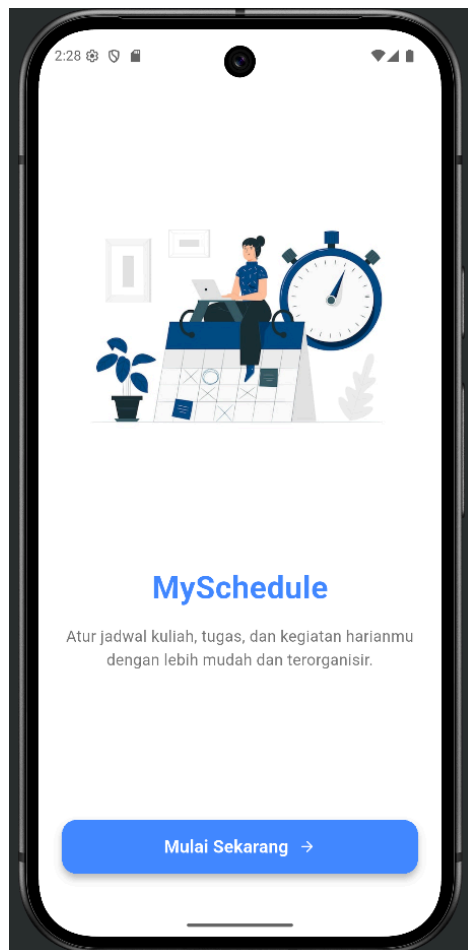 2:28
MySchedule
Atur jadwal kuliah, tugas, dan kegiatan harianmu
dengan lebih mudah dan terorganisir.
Mulai Sekarang →